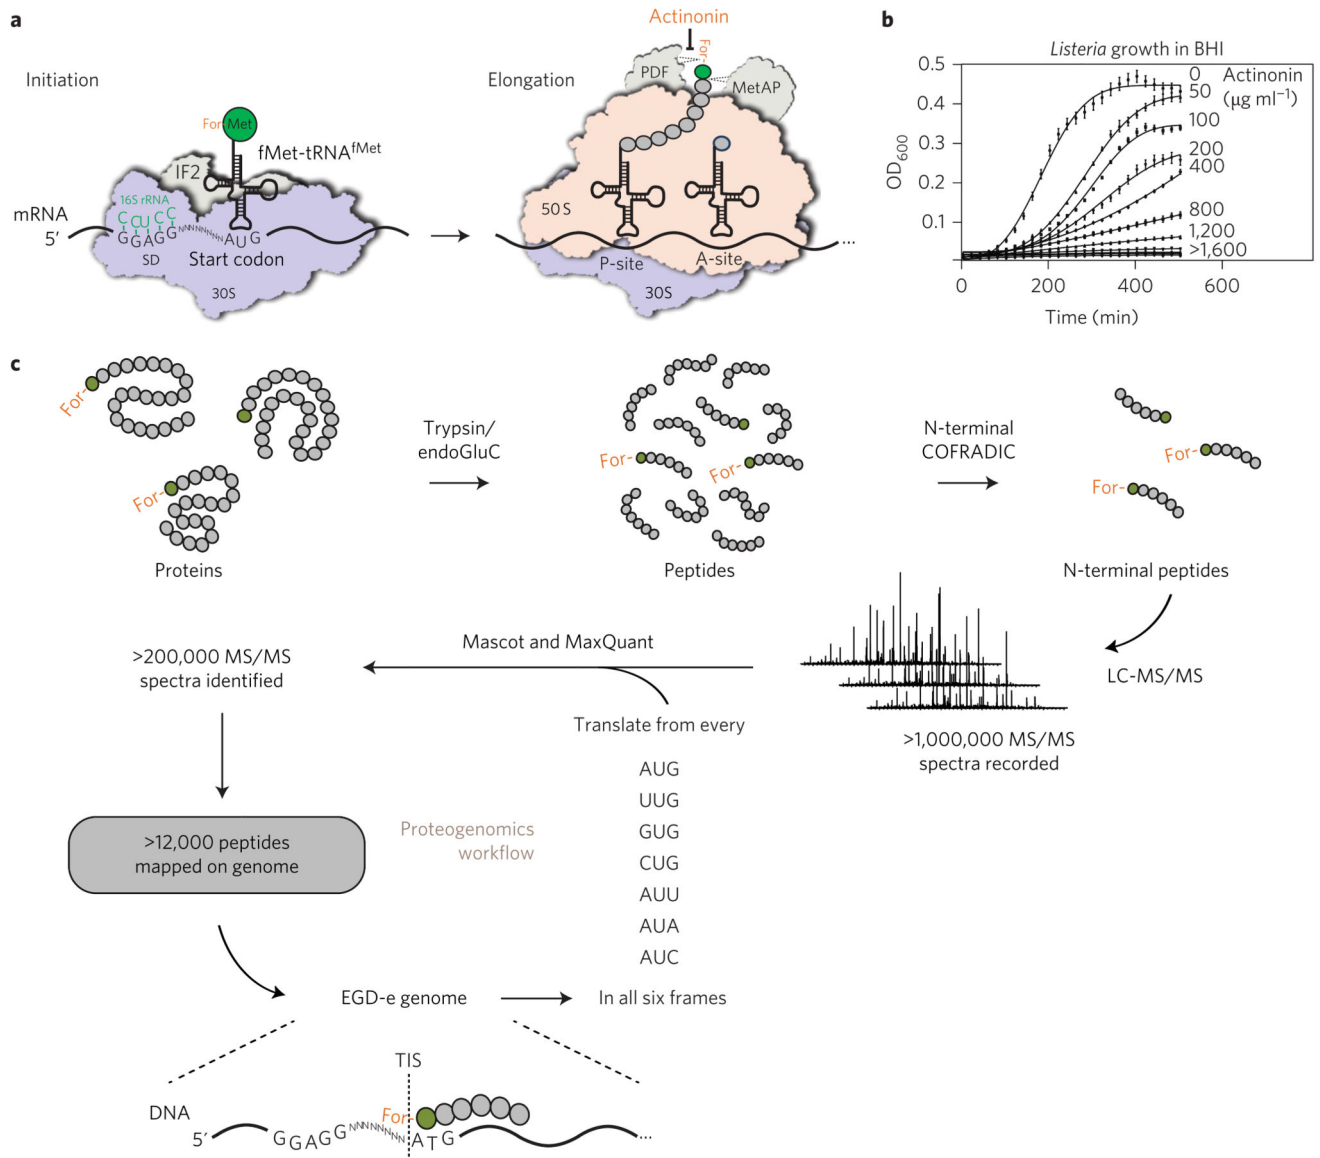 a
Initiation
For
Met
fMet-tRNAfMet
IF2
16S rRNA
C C U C C
mRNA
5′
G G A G G NNNNNNNN A U G
SD
Start codon
30S
Actinonin
For-
PDF
MetAP
Elongation
50 S
P-site
A-site
30S
...
b
Listeria growth in BHI
0.5
0.4
0.3
0.2
0.1
OD600
0
200
400
600
Time (min)
0
Actinonin
50
(μg ml−1)
100
200
400
800
1,200
>1,600
c
For-
For-
Proteins
Trypsin/
endoGluC
For-
For-
Peptides
N-terminal
COFRADIC
For-
For-
N-terminal peptides
LC-MS/MS
>1,000,000 MS/MS
spectra recorded
Mascot and MaxQuant
>200,000 MS/MS
spectra identified
Translate from every
AUG
UUG
GUG
CUG
AUU
AUA
AUC
In all six frames
Proteogenomics
workflow
>12,000 peptides
mapped on genome
EGD-e genome
TIS
For-
DNA
5′
G G A G G NNNNNNNNN A T G
...